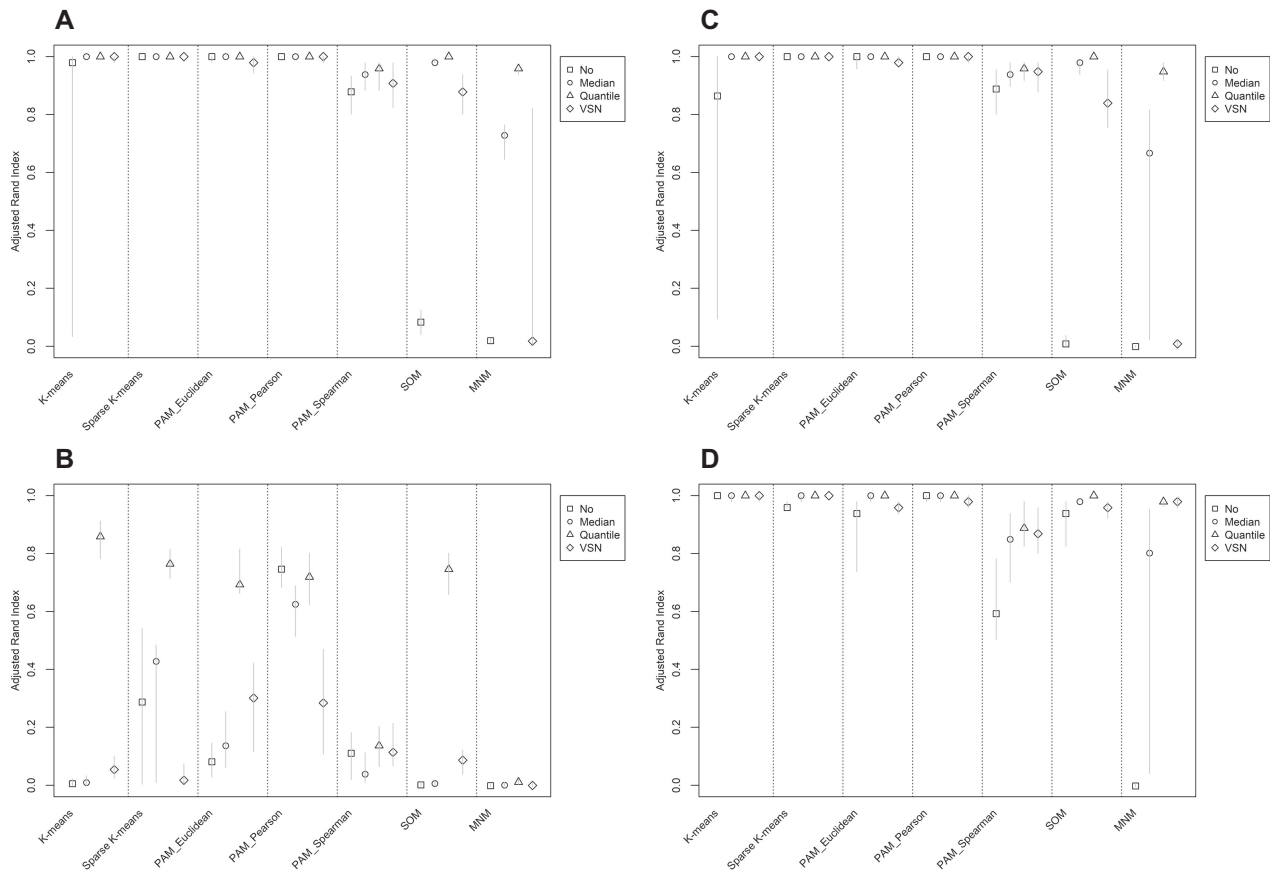 A
Adjusted Rand Index
1.0
0.8
0.6
0.4
0.2
0.0
K-means
Sparse K-means
PAM_Euclidean
PAM_Pearson
PAM_Spearman
SOM
MNM
No
Median
Quantile
VSN
C
Adjusted Rand Index
1.0
0.8
0.6
0.4
0.2
0.0
K-means
Sparse K-means
PAM_Euclidean
PAM_Pearson
PAM_Spearman
SOM
MNM
No
Median
Quantile
VSN
B
Adjusted Rand Index
1.0
0.8
0.6
0.4
0.2
0.0
K-means
Sparse K-means
PAM_Euclidean
PAM_Pearson
PAM_Spearman
SOM
MNM
No
Median
Quantile
VSN
D
Adjusted Rand Index
1.0
0.8
0.6
0.4
0.2
0.0
K-means
Sparse K-means
PAM_Euclidean
PAM_Pearson
PAM_Spearman
SOM
MNM
No
Median
Quantile
VSN